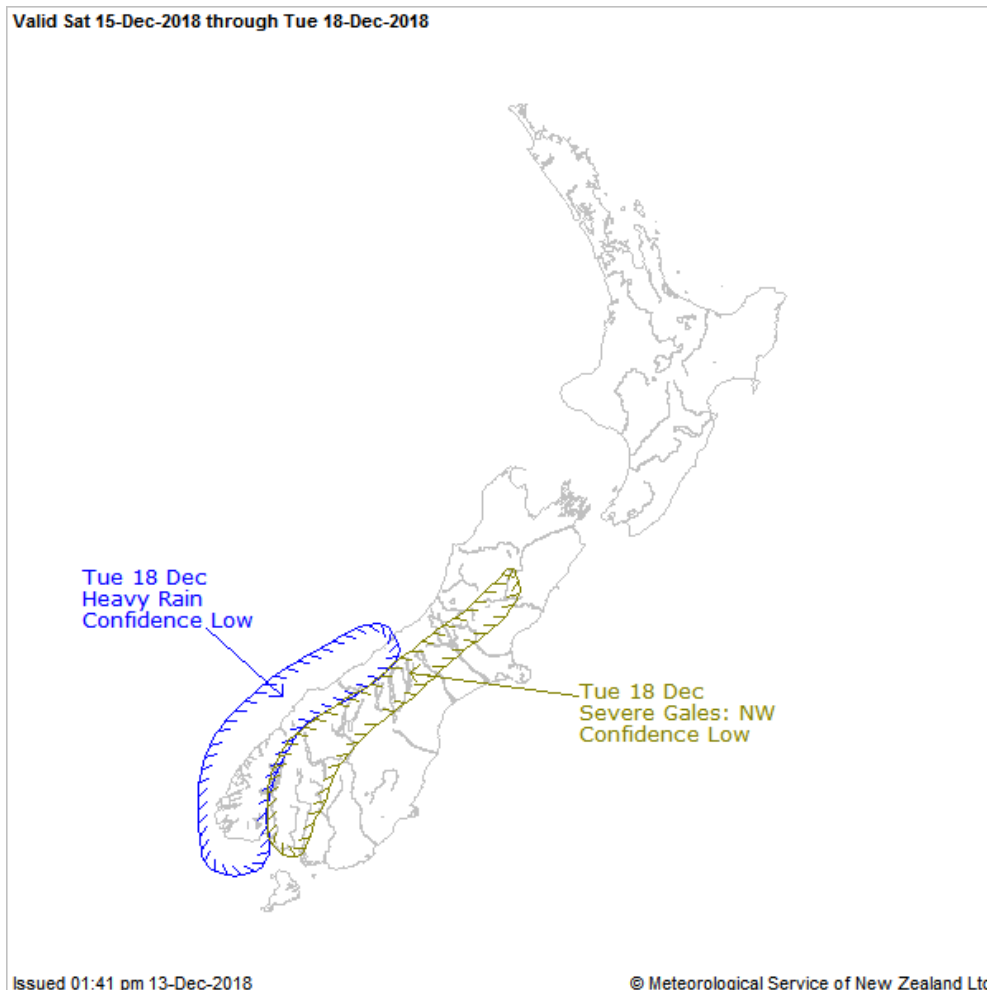 Valid Sat 15-Dec-2018 through Tue 18-Dec-2018
Tue 18 Dec
Heavy Rain
Confidence Low
Tue 18 Dec
Severe Gales: NW
Confidence Low
Issued 01:41 pm 13-Dec-2018
© Meteorological Service of New Zealand Ltd